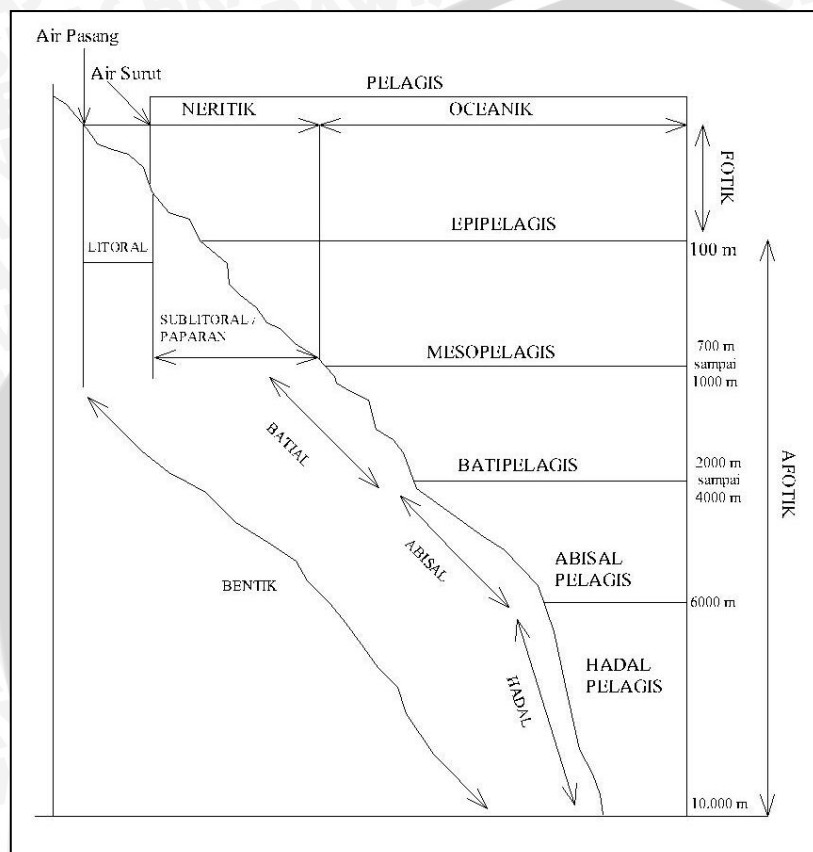 Air Pasang
Air Surut
PELAGIS
NERITIK
OCEANIK
FOTIK
EPIPELAGIS
100 m
LITORAL
SUBLITORAL /
PAPARAN
MESOPELAGIS
700 m
sampai
1000 m
BATIAL
BATIPELAGIS
2000 m
sampai
4000 m
AFOTIK
ABISAL
ABISAL
PELAGIS
BENTIK
6000 m
HADAL
HADAL
PELAGIS
10.000 m